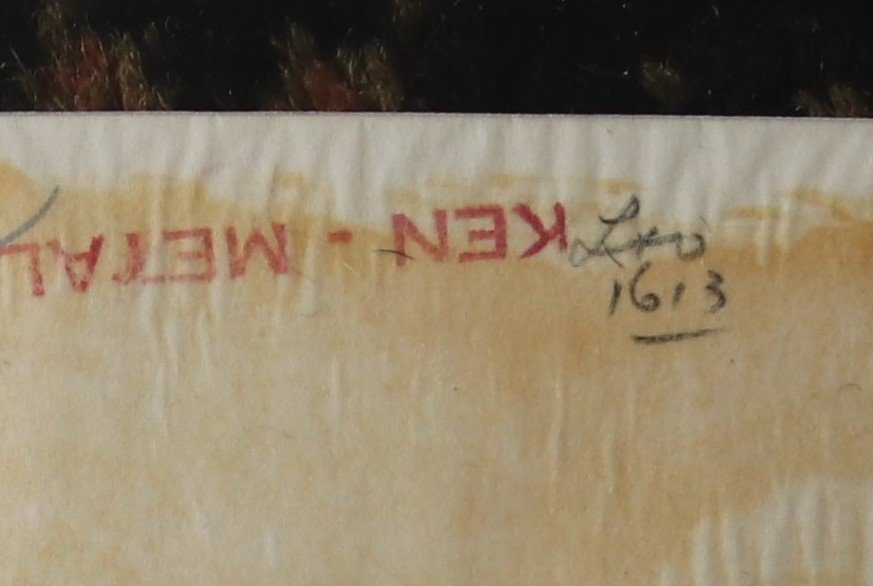 KEN - METAL
1613